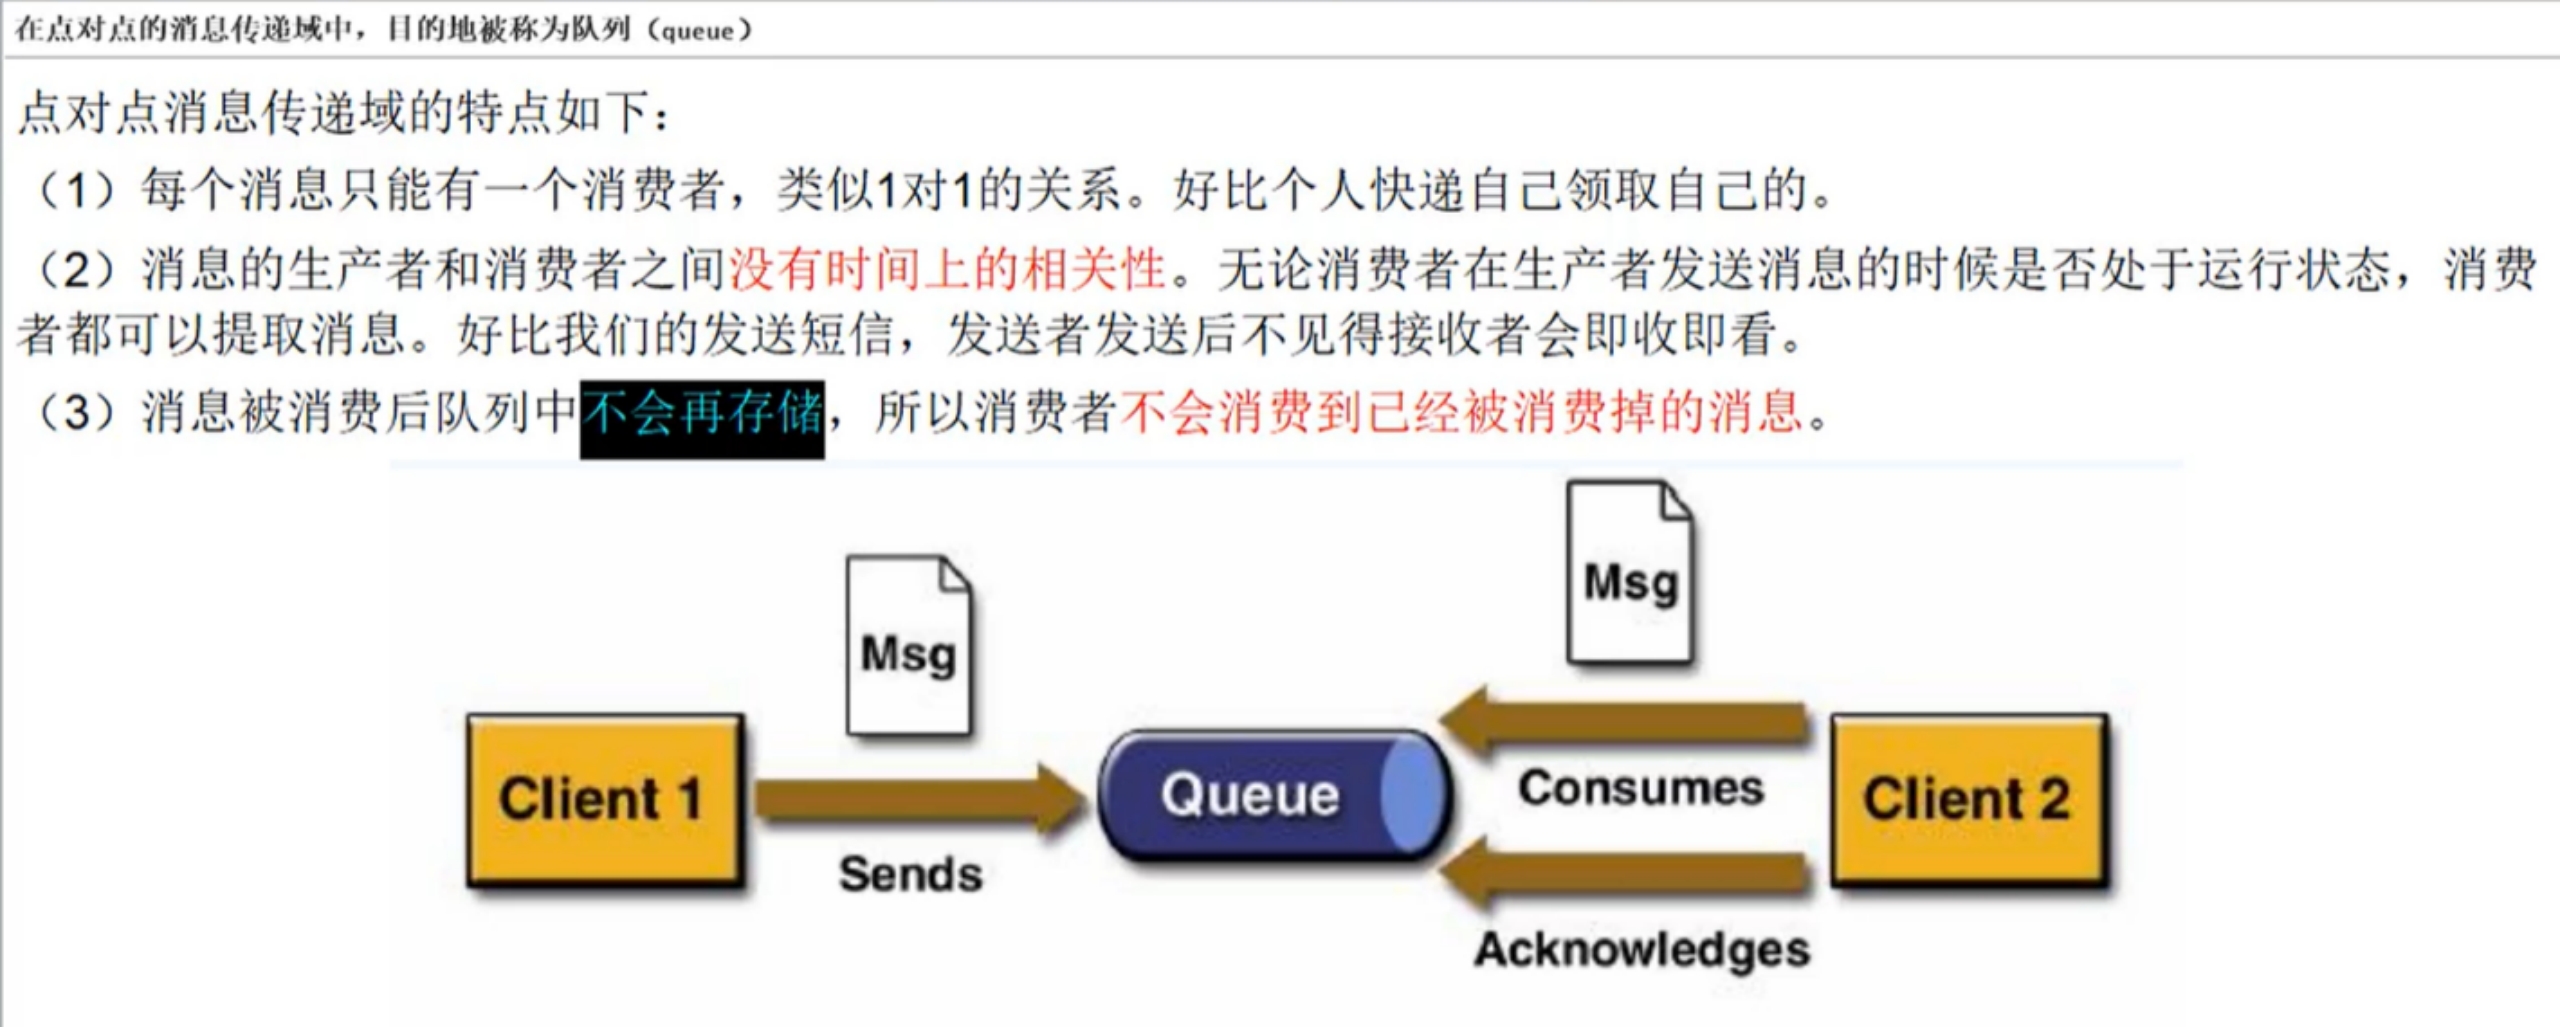 在点对点的消息传递域中，目的地被称为队列（queue）
点对点消息传递域的特点如下：
（1）每个消息只能有一个消费者，类似1对1的关系。好比个人快递自己领取自己的。
（2）消息的生产者和消费者之间没有时间上的相关性。无论消费者在生产者发送消息的时候是否处于运行状态，消费
者都可以提取消息。好比我们的发送短信，发送者发送后不见得接收者会即收即看。
（3）消息被消费后队列中不会再存储，所以消费者不会消费到已经被消费掉的消息。
Msg
Msg
Client 1
Sends
Queue
Consumes
Client 2
Acknowledges